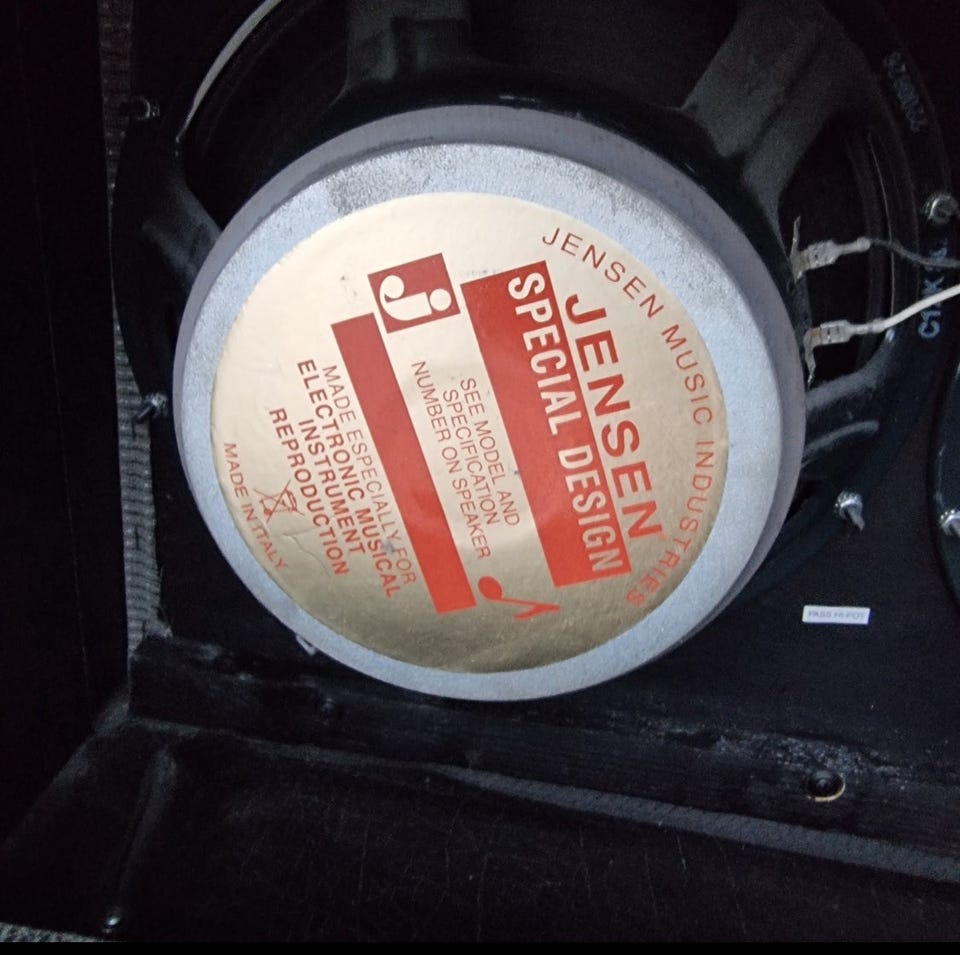 JENSEN MUSIC INDUSTRIES
JENSEN
SPECIAL DESIGN
j
SEE MODEL AND
SPECIFICATION
NUMBER ON SPEAKER
MADE ESPECIALLY FOR
ELECTRONIC MUSICAL
INSTRUMENT
REPRODUCTION
MADE IN ITALY
PASS HI-POT